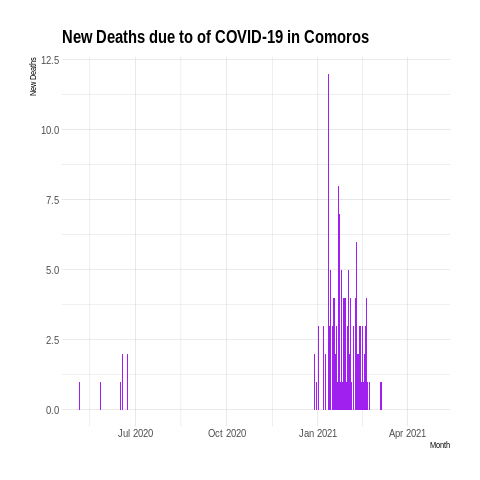 New Deaths due to of COVID-19 in Comoros
New Deaths
12.5
10.0
7.5
5.0
2.5
0.0
Jul 2020 Oct 2020 Jan 2021 Apr 2021
Month